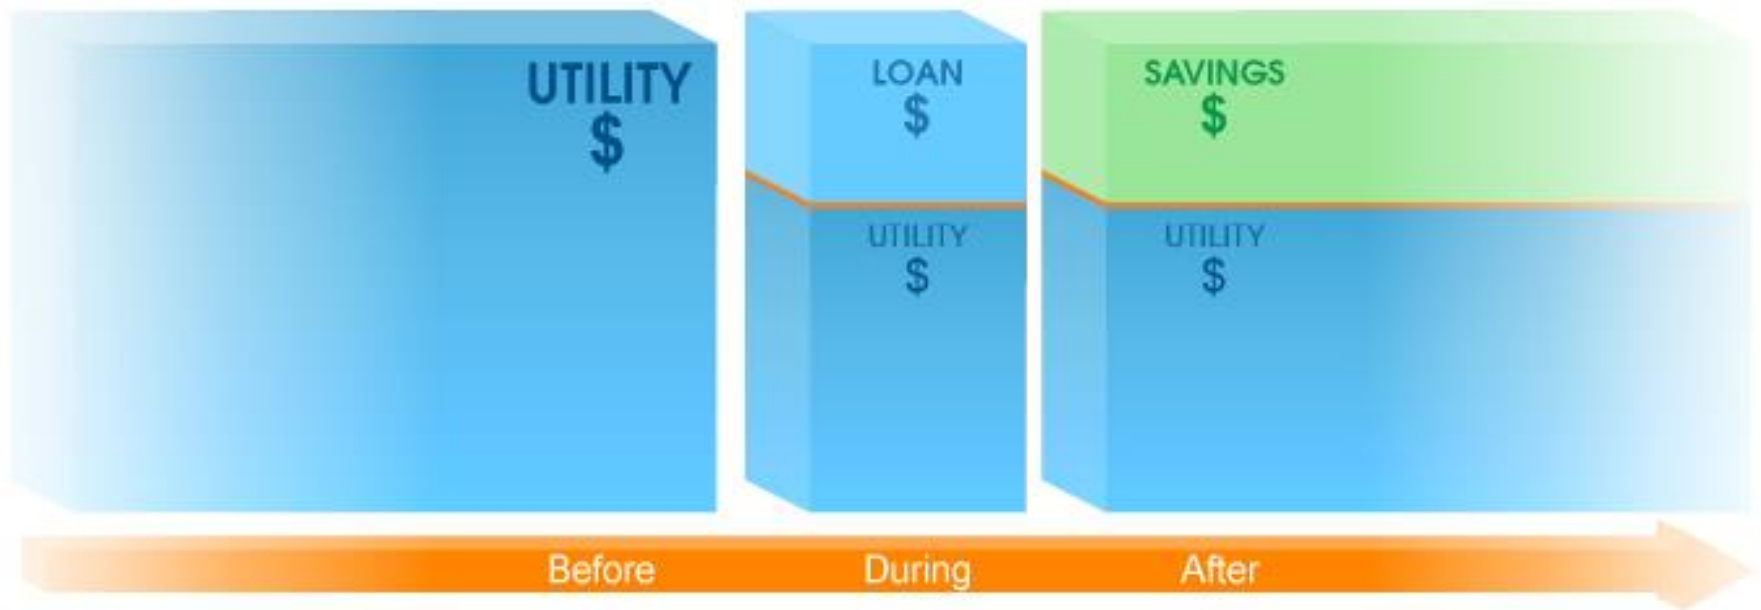 UTILITY
$
LOAN
$
UTILITY
$
SAVINGS
$
UTILITY
$
Before
During
After